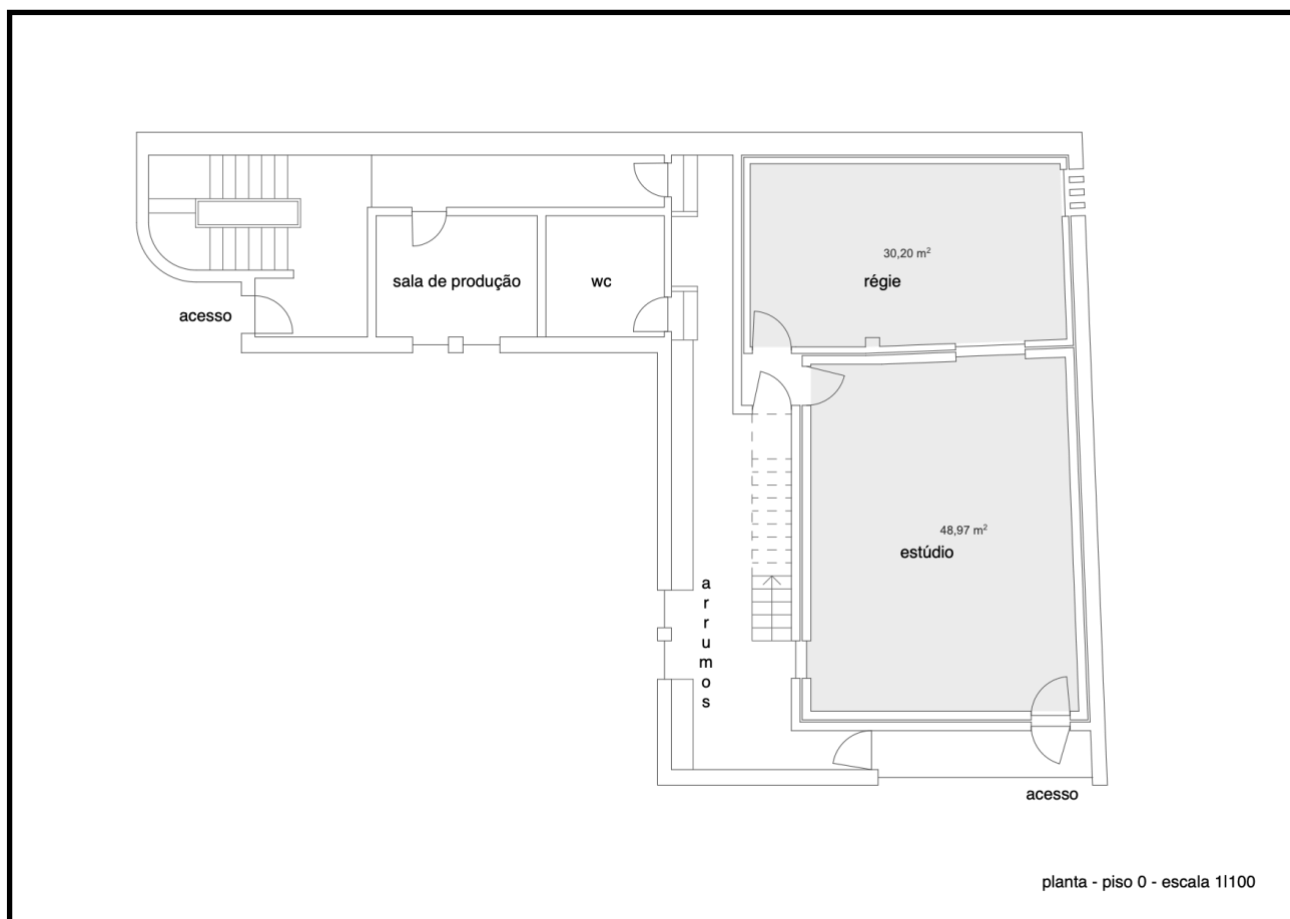 30,20 m²
régie
sala de produção
wc
acesso
48,97 m²
estúdio
arrumos
acesso
planta - piso 0 - escala 1l100